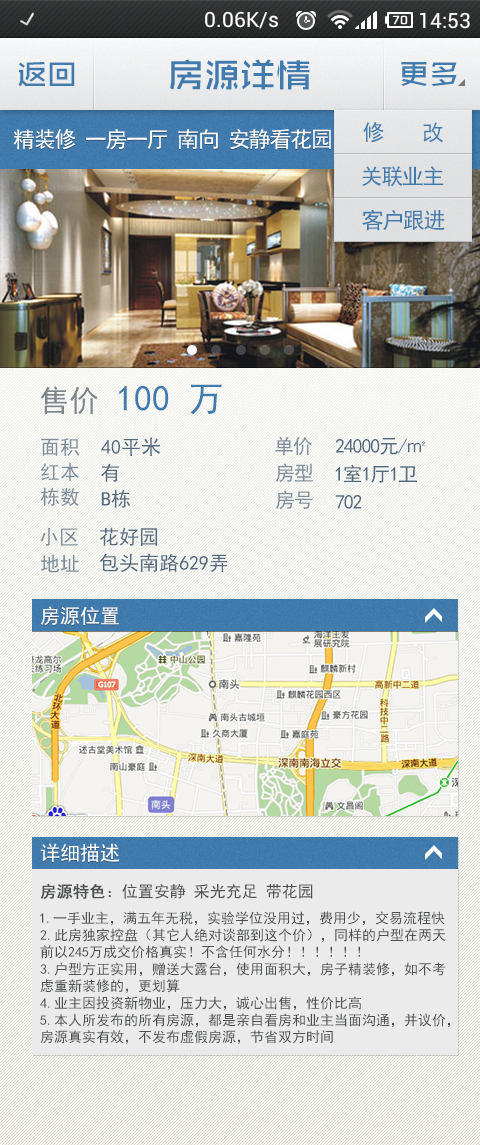 0.06K/s 70 14:53
返回 房源详情 更多
精装修 一房一厅 南向 安静看花园
修 改
关联业主
客户跟进
售价 100 万
面积 40平米 单价 24000元/㎡
红本 有 房型 1室1厅1卫
栋数 B栋 房号 702
小区 花好园
地址 包头南路629弄
房源位置
嘉隆苑
展研究院
中山公园
龙高尔
练习场
麒麟新村
G107
南头
高新中二道
麒麟花园西区
北环大道
科技中二路
南头古城垣
豪方花园
久商大厦
嘉庭苑
述古堂美术馆
深南大道
南山豪庭
深南南海立交
深南大道
南头
文昌阁
详细描述
房源特色：位置安静 采光充足 带花园
1. 一手业主，满五年无税，实验学位没用过，费用少，交易流程快
2. 此房独家控盘（其它人绝对谈部到这个价），同样的户型在两天
前以245万成交价格真实！不含任何水分！！！！！！
3. 户型方正实用，赠送大露台，使用面积大，房子精装修，如不考
虑重新装修的，更划算
4. 业主因投资新物业，压力大，诚心出售，性价比高
5. 本人所发布的所有房源，都是亲自看房和业主当面沟通，并议价，
房源真实有效，不发布虚假房源，节省双方时间